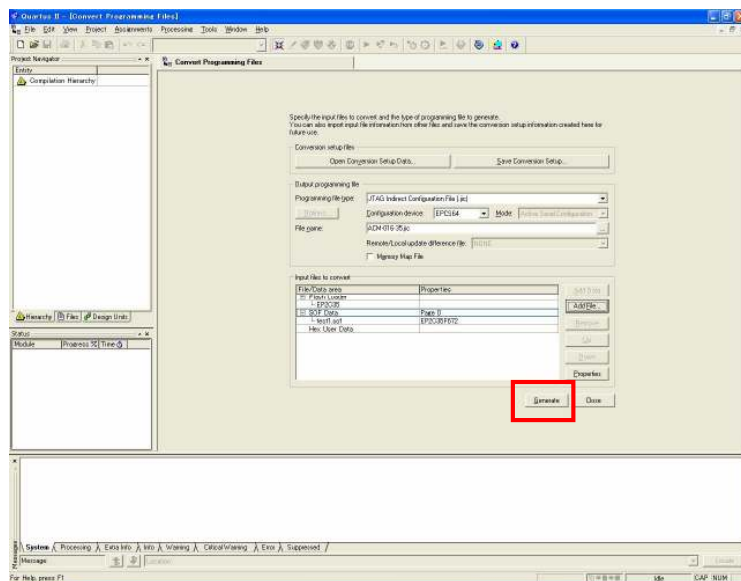 Quartus II - [Convert Programming Files]
File Edit View Project Assignments Processing Tools Window Help
Project Navigator
Convert Programming Files
Entity
Compilation Hierarchy
Specify the input files to convert and the type of programming file to generate.
You can also import input file information from other files and save the conversion setup information created here for
future use.
Conversion setup files
Open Conversion Setup Data...
Save Conversion Setup...
Output programming file
Programming file type:
JTAG Indirect Configuration File (.jic)
Options...
Configuration device:
EPCS64
Mode:
Active Serial Configuration
File name:
ACM-016-35.jic
...
Remote/Local update difference file:
NONE
Memory Map File
Input files to convert
File/Data area
Properties
Add Data
Flash Loader
EP2C35
Add File...
SOF Data
Page 0
test1.sof
EP2C35F672
Remove
Hex User Data
Up
Down
Properties
Hierarchy
Files
Design Units
Status
Module
Progress %
Time
Generate
Close
System
Processing
Extra Info
Info
Warning
Critical Warning
Error
Suppressed
Messages
Message:
Location:
Locate
For Help, press F1
Idle
CAP NUM